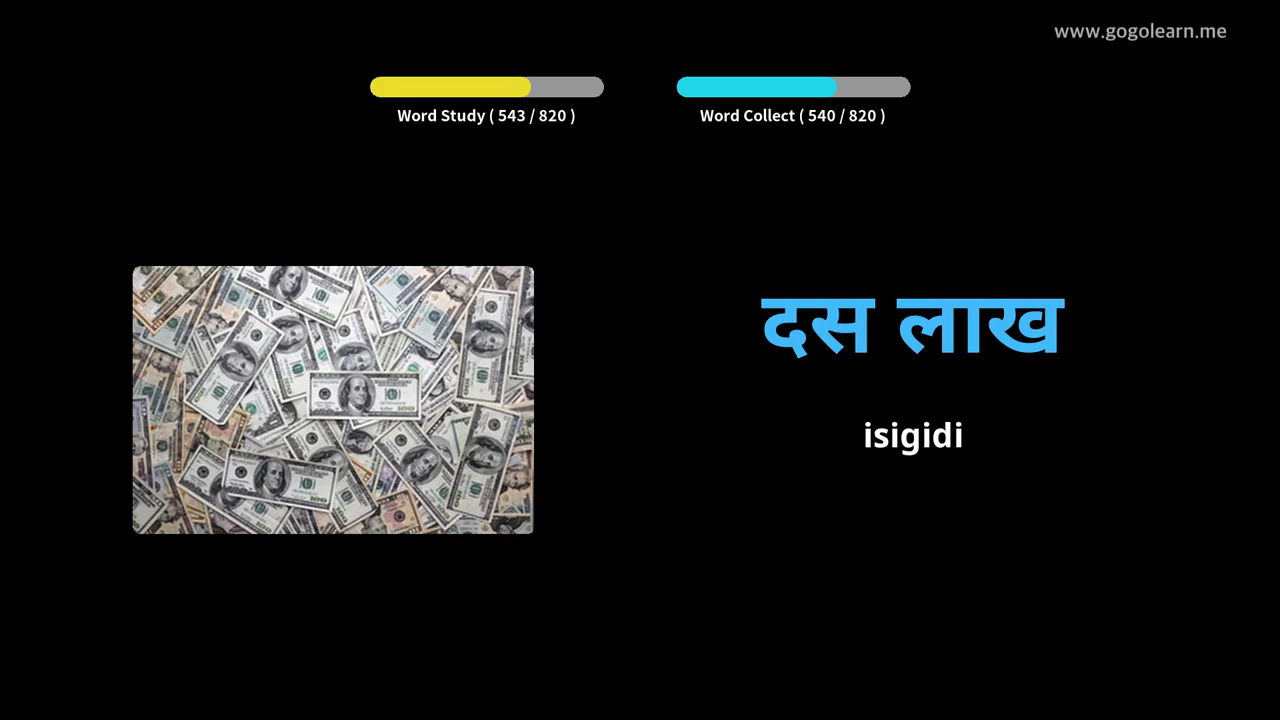 www.gogolearn.me
Word Study ( 543 / 820 )
Word Collect ( 540 / 820 )
दस लाख
isigidi